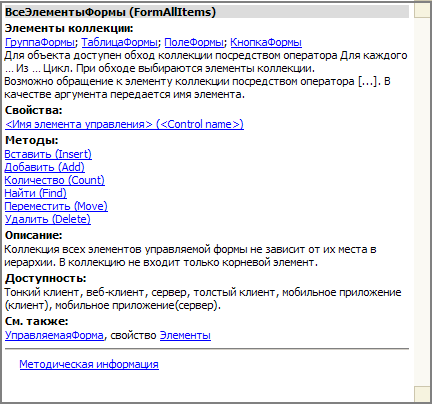 ВсеЭлементыФормы (FormAllItems)
Элементы коллекции:
ГруппаФормы; ТаблицаФормы; ПолеФормы; КнопкаФормы
Для объекта доступен обход коллекции посредством оператора Для каждого
... Из ... Цикл. При обходе выбираются элементы коллекции.
Возможно обращение к элементу коллекции посредством оператора [...]. В
качестве аргумента передается имя элемента.
Свойства:
<Имя элемента управления> (<Control name>)
Методы:
Вставить (Insert)
Добавить (Add)
Количество (Count)
Найти (Find)
Переместить (Move)
Удалить (Delete)
Описание:
Коллекция всех элементов управляемой формы не зависит от их места в
иерархии. В коллекцию не входит только корневой элемент.
Доступность:
Тонкий клиент, веб-клиент, сервер, толстый клиент, мобильное приложение
(клиент), мобильное приложение(сервер).
См. также:
УправляемаяФорма, свойство Элементы
Методическая информация